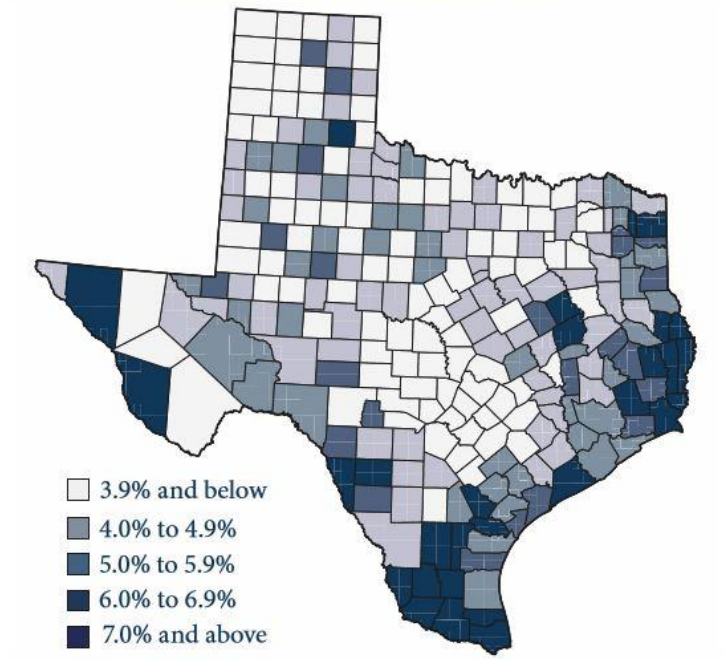 3.9% and below
4.0% to 4.9%
5.0% to 5.9%
6.0% to 6.9%
7.0% and above